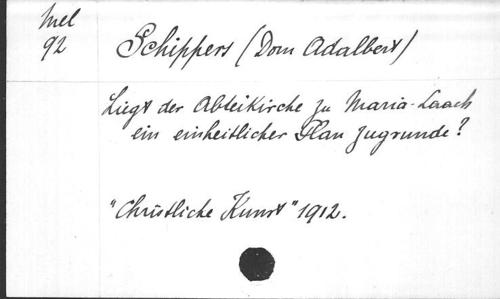 Mel
92
Schippers (Dom Adalbert)
Liegt der Abteikirche zu Maria-Laach
ein einheitlicher Plan zugrunde?
"Christliche Kunst" 1912.